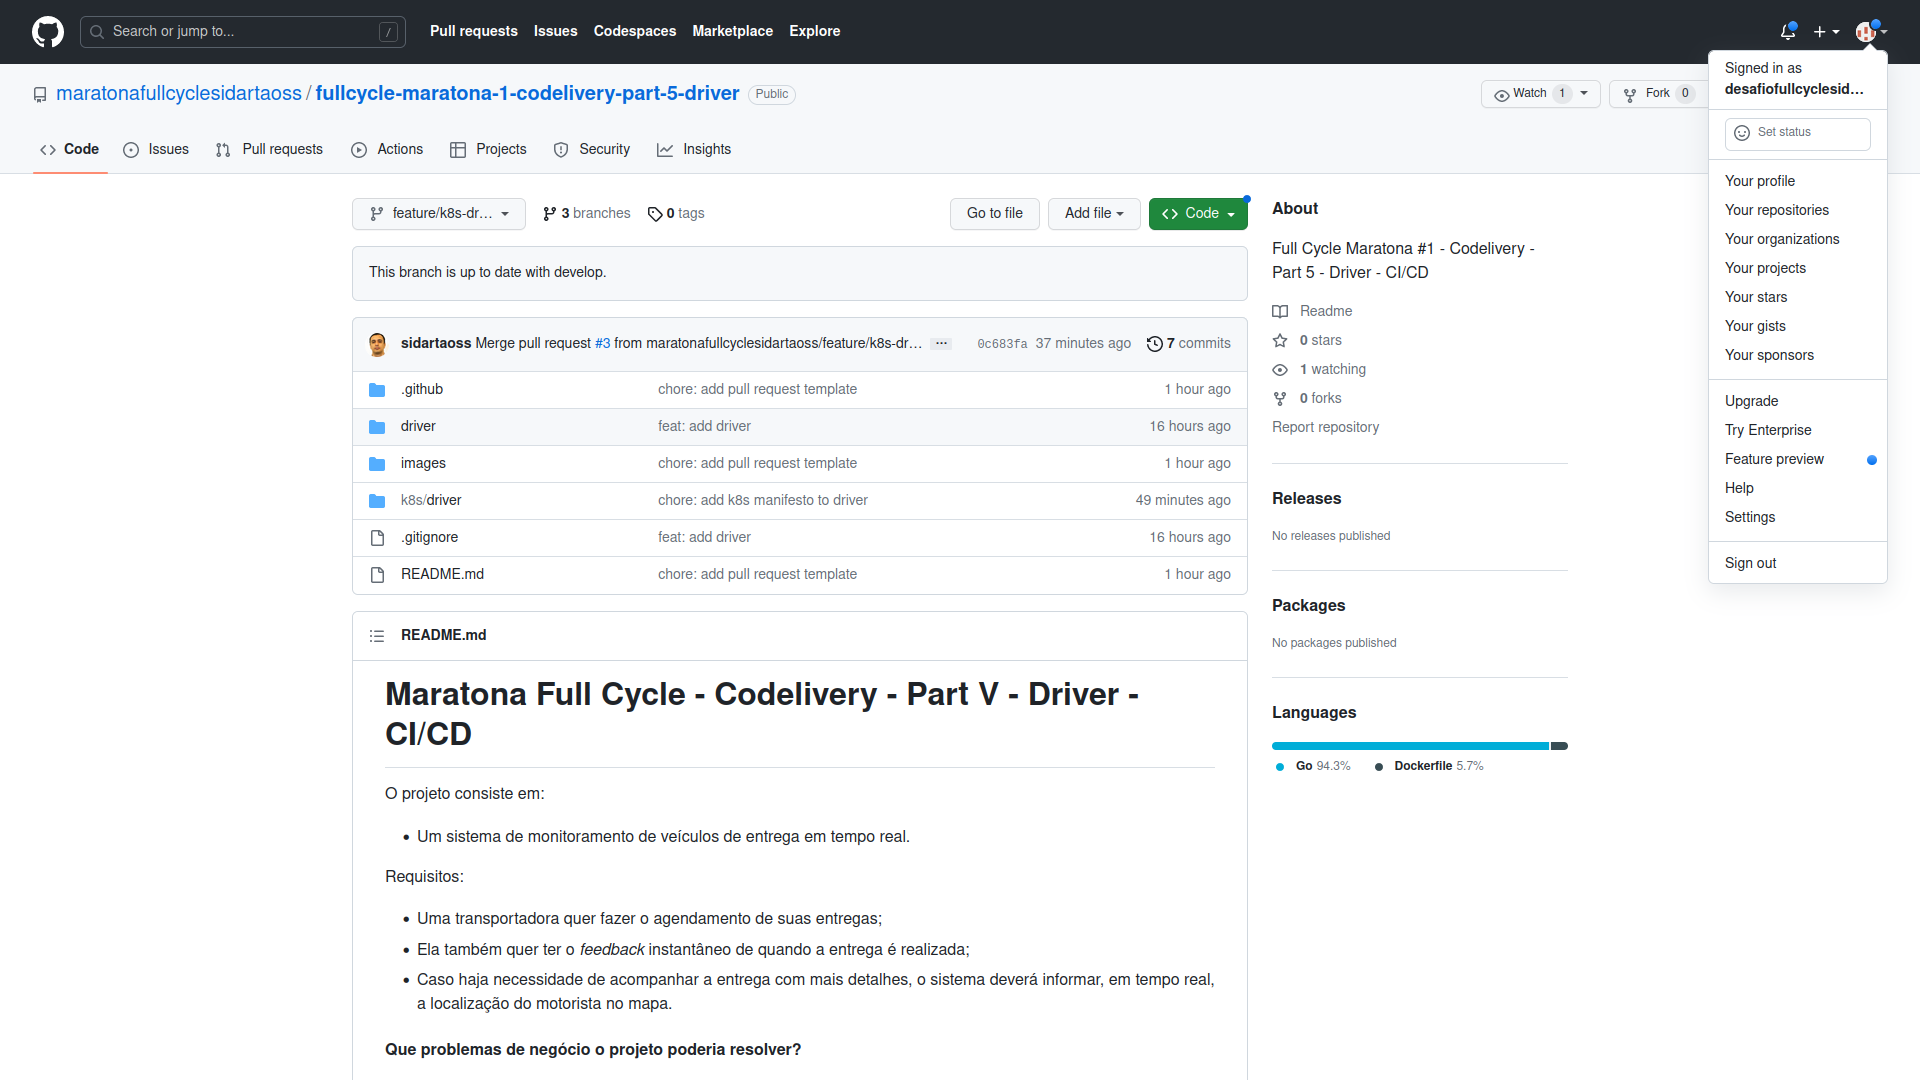 Search or jump to...
/
Pull requests
Issues
Codespaces
Marketplace
Explore
Signed in as
desafiofullcyclesid...
Set status
Your profile
Your repositories
Your organizations
Your projects
Your stars
Your gists
Your sponsors
Upgrade
Try Enterprise
Feature preview
Help
Settings
Sign out
maratonafullcyclesidartaoss / fullcycle-maratona-1-codelivery-part-5-driver Public
Watch 1
Fork 0
Code
Issues
Pull requests
Actions
Projects
Security
Insights
feature/k8s-dr...
3 branches
0 tags
Go to file
Add file
Code
This branch is up to date with develop.
sidartaoss Merge pull request #3 from maratonafullcyclesidartaoss/feature/k8s-dr... ... 0c683fa 37 minutes ago 7 commits
.github chore: add pull request template 1 hour ago
driver feat: add driver 16 hours ago
images chore: add pull request template 1 hour ago
k8s/driver chore: add k8s manifesto to driver 49 minutes ago
.gitignore feat: add driver 16 hours ago
README.md chore: add pull request template 1 hour ago
README.md
Maratona Full Cycle - Codelivery - Part V - Driver -
CI/CD
O projeto consiste em:
• Um sistema de monitoramento de veículos de entrega em tempo real.
Requisitos:
• Uma transportadora quer fazer o agendamento de suas entregas;
• Ela também quer ter o feedback instantâneo de quando a entrega é realizada;
• Caso haja necessidade de acompanhar a entrega com mais detalhes, o sistema deverá informar, em tempo real,
a localização do motorista no mapa.
Que problemas de negócio o projeto poderia resolver?
About
Full Cycle Maratona #1 - Codelivery -
Part 5 - Driver - CI/CD
Readme
0 stars
1 watching
0 forks
Report repository
Releases
No releases published
Packages
No packages published
Languages
Go 94.3%
Dockerfile 5.7%